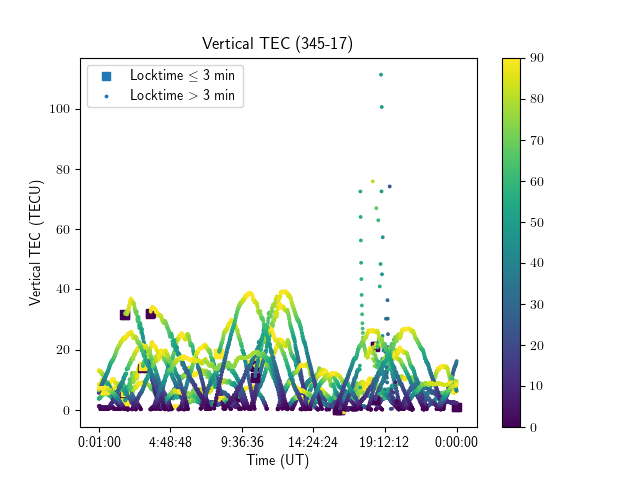 Vertical TEC (345-17)
Locktime ≤ 3 min
Locktime > 3 min
Vertical TEC (TECU)
100
80
60
40
20
0
0:01:00 4:48:48 9:36:36 14:24:24 19:12:12 0:00:00
Time (UT)
90
80
70
60
50
40
30
20
10
0